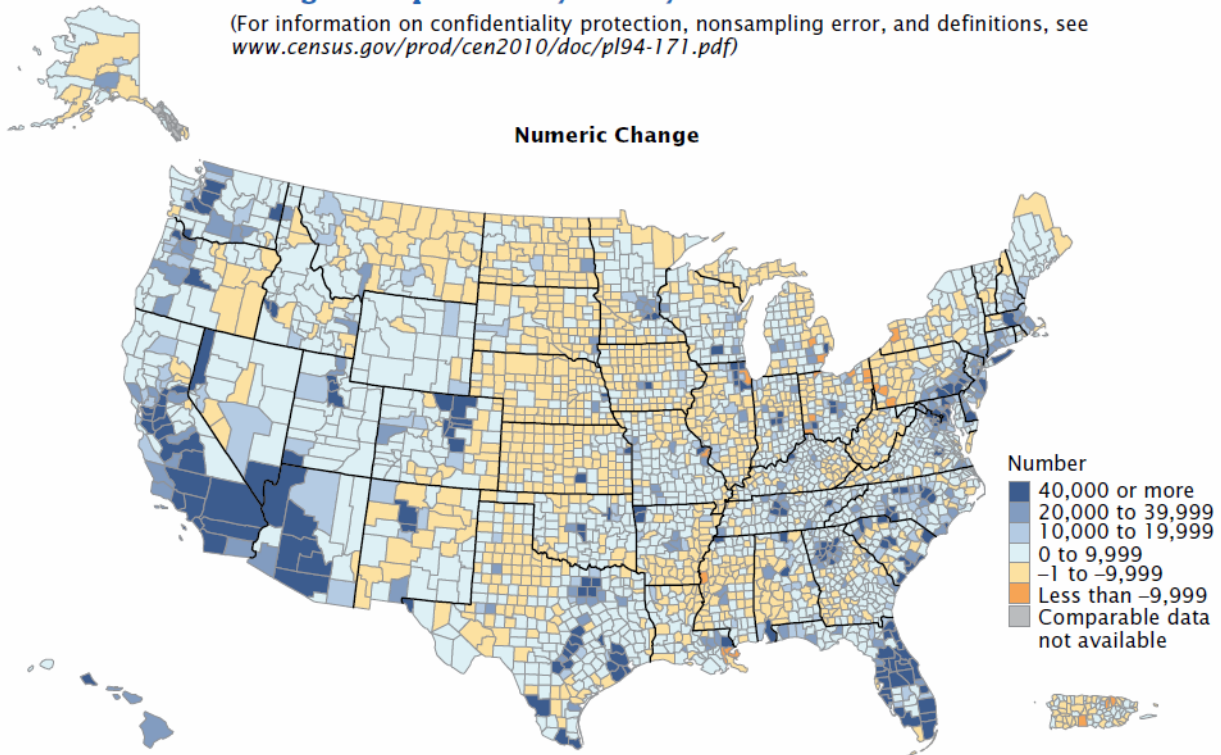 (For information on confidentiality protection, nonsampling error, and definitions, see
www.census.gov/prod/cen2010/doc/pl94-171.pdf)
Numeric Change
Number
40,000 or more
20,000 to 39,999
10,000 to 19,999
0 to 9,999
–1 to –9,999
Less than –9,999
Comparable data
not available